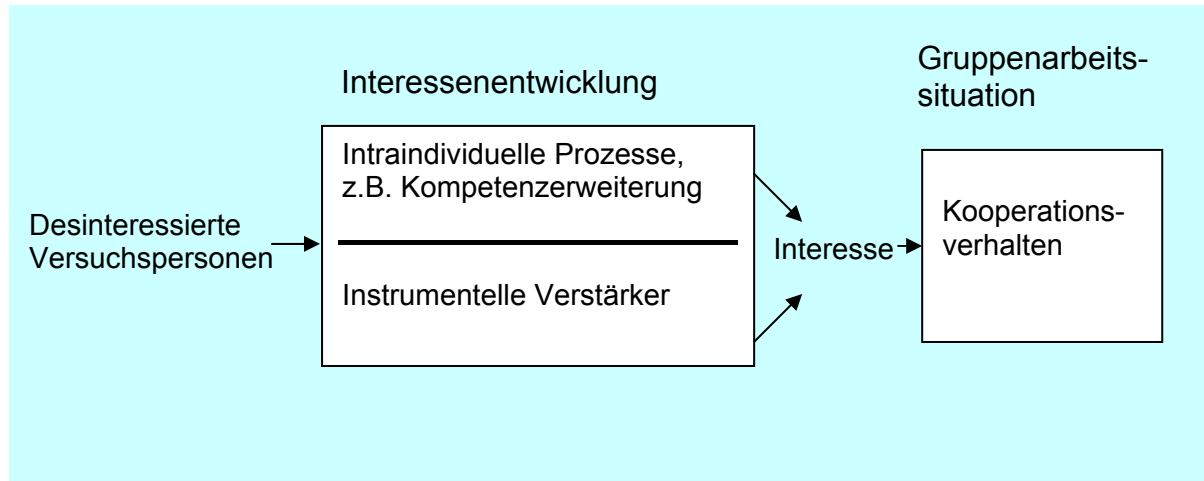 Interessenentwicklung
Gruppenarbeits-
situation
Desinteressierte
Versuchspersonen
Intraindividuelle Prozesse,
z.B. Kompetenzerweiterung
Instrumentelle Verstärker
Interesse
Kooperations-
verhalten